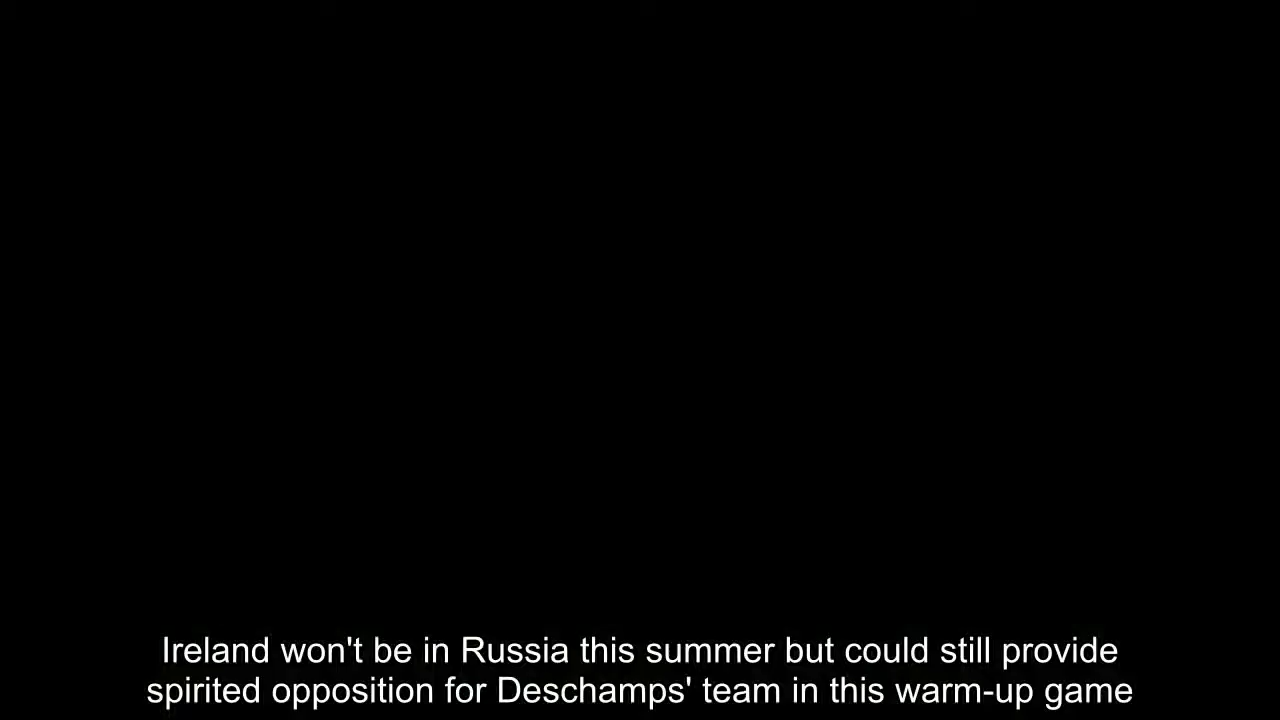 Ireland won't be in Russia this summer but could still provide
spirited opposition for Deschamps' team in this warm-up game